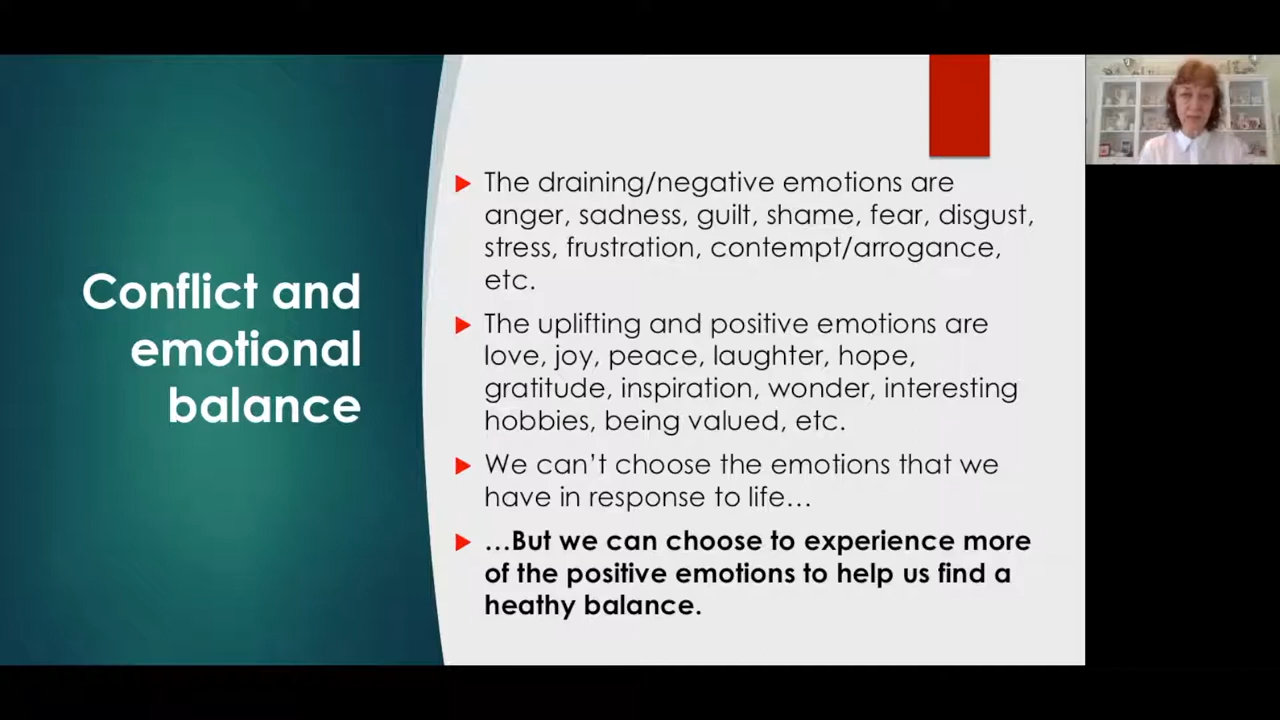 Conflict and
emotional
balance
The draining/negative emotions are
anger, sadness, guilt, shame, fear, disgust,
stress, frustration, contempt/arrogance,
etc.
The uplifting and positive emotions are
love, joy, peace, laughter, hope,
gratitude, inspiration, wonder, interesting
hobbies, being valued, etc.
We can’t choose the emotions that we
have in response to life…
…But we can choose to experience more
of the positive emotions to help us find a
heathy balance.